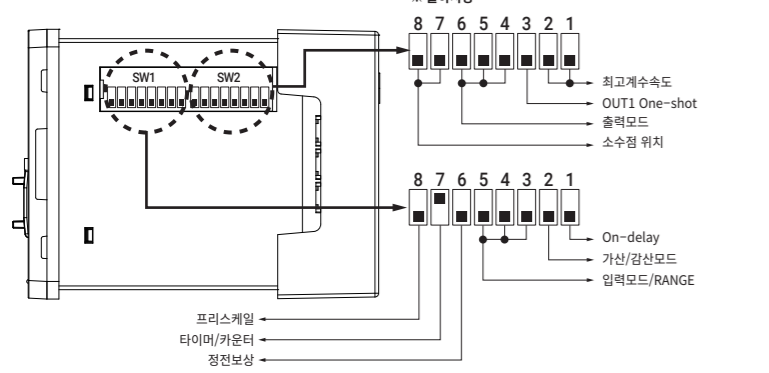 8 7 6 5 4 3 2 1
SW1 SW2
최고계수속도
OUT1 One-shot
출력모드
소수점 위치
8 7 6 5 4 3 2 1
On-delay
가산/감산모드
입력모드/RANGE
프리스케일
타이머/카운터
정전보상